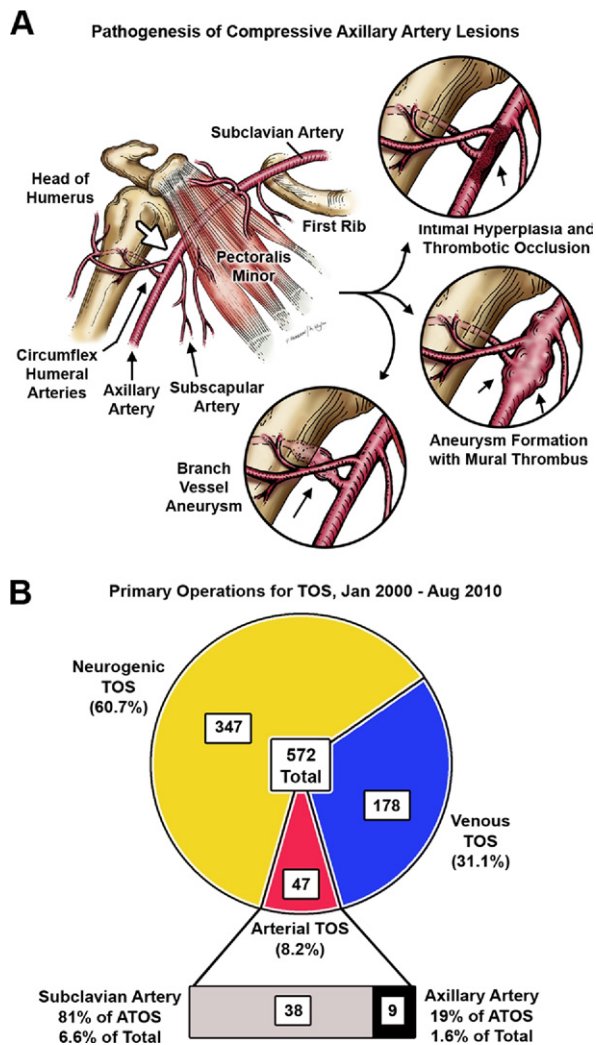 A
Pathogenesis of Compressive Axillary Artery Lesions
Subclavian Artery
Head of
Humerus
First Rib
Pectoralis
Minor
Circumflex
Humeral
Arteries
Axillary
Artery
Subscapular
Artery
Intimal Hyperplasia and
Thrombotic Occlusion
Aneurysm Formation
with Mural Thrombus
Branch
Vessel
Aneurysm
B
Primary Operations for TOS, Jan 2000 - Aug 2010
Neurogenic
TOS
(60.7%)
347
572
Total
178
Venous
TOS
(31.1%)
47
Arterial TOS
(8.2%)
Subclavian Artery
81% of ATOS
6.6% of Total
38
9
Axillary Artery
19% of ATOS
1.6% of Total